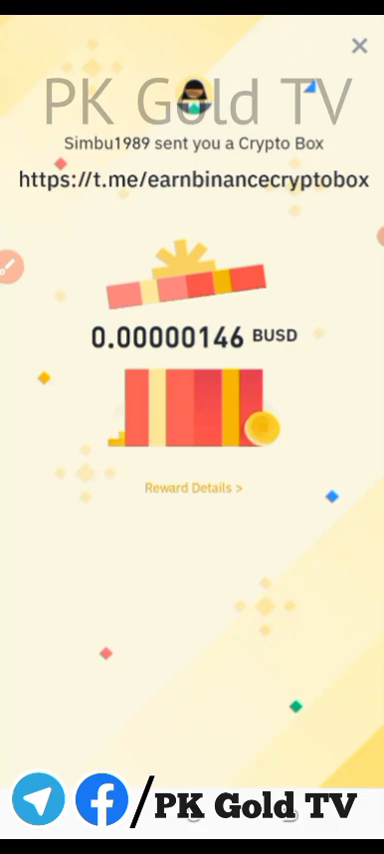 PK Gold TV
Simbu1989 sent you a Crypto Box
https://t.me/earnbinancecryptobox
0.00000146 BUSD
Reward Details >
/PK Gold TV